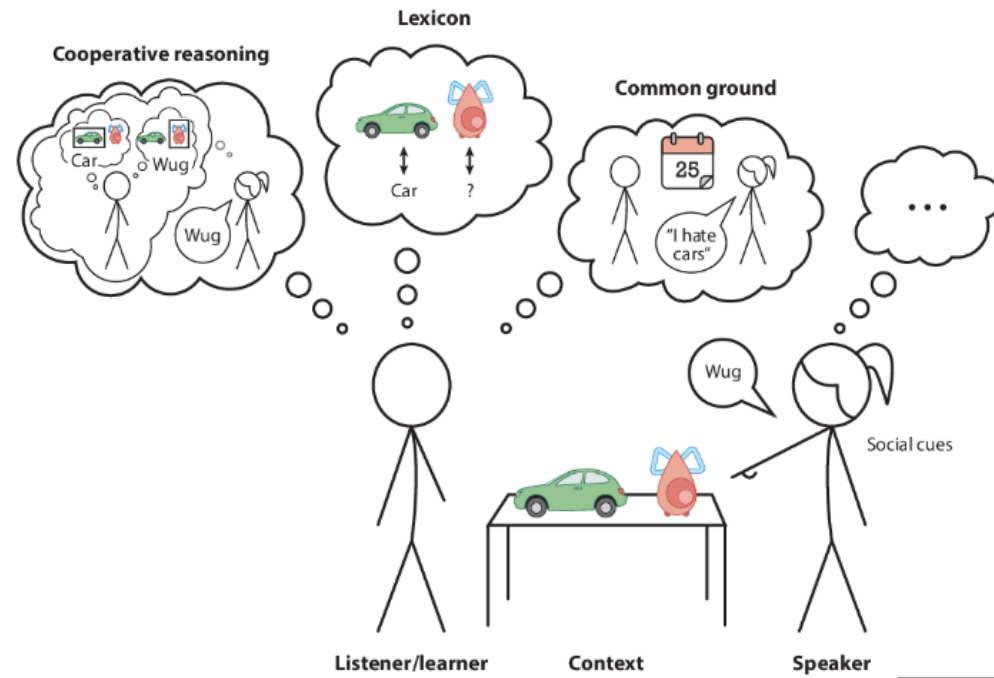 Lexicon
Cooperative reasoning
Common ground
Car
Wug
Wug
Car
?
25
"I hate
cars"
...
Wug
Social cues
Listener/learner
Context
Speaker